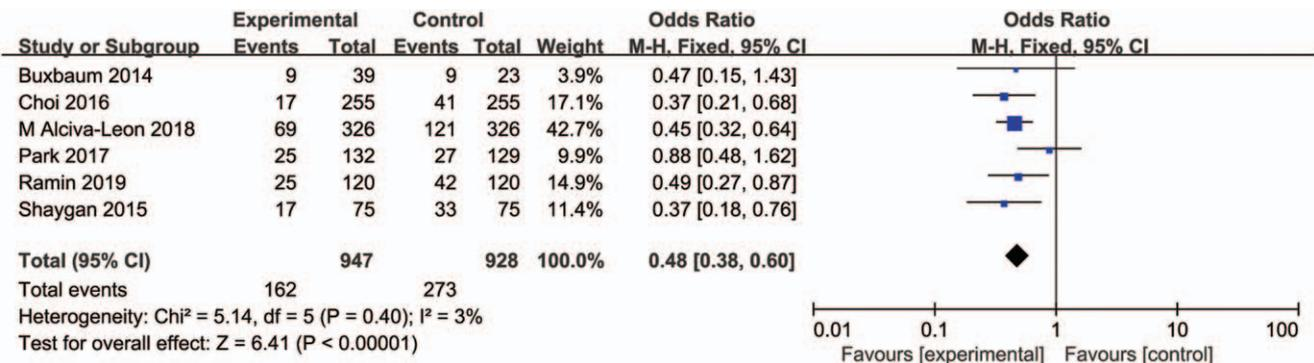 Experimental Control Odds Ratio Odds Ratio
Study or Subgroup Events Total Events Total Weight M-H, Fixed, 95% CI M-H, Fixed, 95% CI
Buxbaum 2014 9 39 9 23 3.9% 0.47 [0.15, 1.43]
Choi 2016 17 255 41 255 17.1% 0.37 [0.21, 0.68]
M Alciva-Leon 2018 69 326 121 326 42.7% 0.45 [0.32, 0.64]
Park 2017 25 132 27 129 9.9% 0.88 [0.48, 1.62]
Ramin 2019 25 120 42 120 14.9% 0.49 [0.27, 0.87]
Shaygan 2015 17 75 33 75 11.4% 0.37 [0.18, 0.76]
Total (95% CI) 947 928 100.0% 0.48 [0.38, 0.60]
Total events 162 273
Heterogeneity: Chi² = 5.14, df = 5 (P = 0.40); I² = 3%
Test for overall effect: Z = 6.41 (P < 0.00001)
0.01 0.1 1 10 100
Favours [experimental] Favours [control]